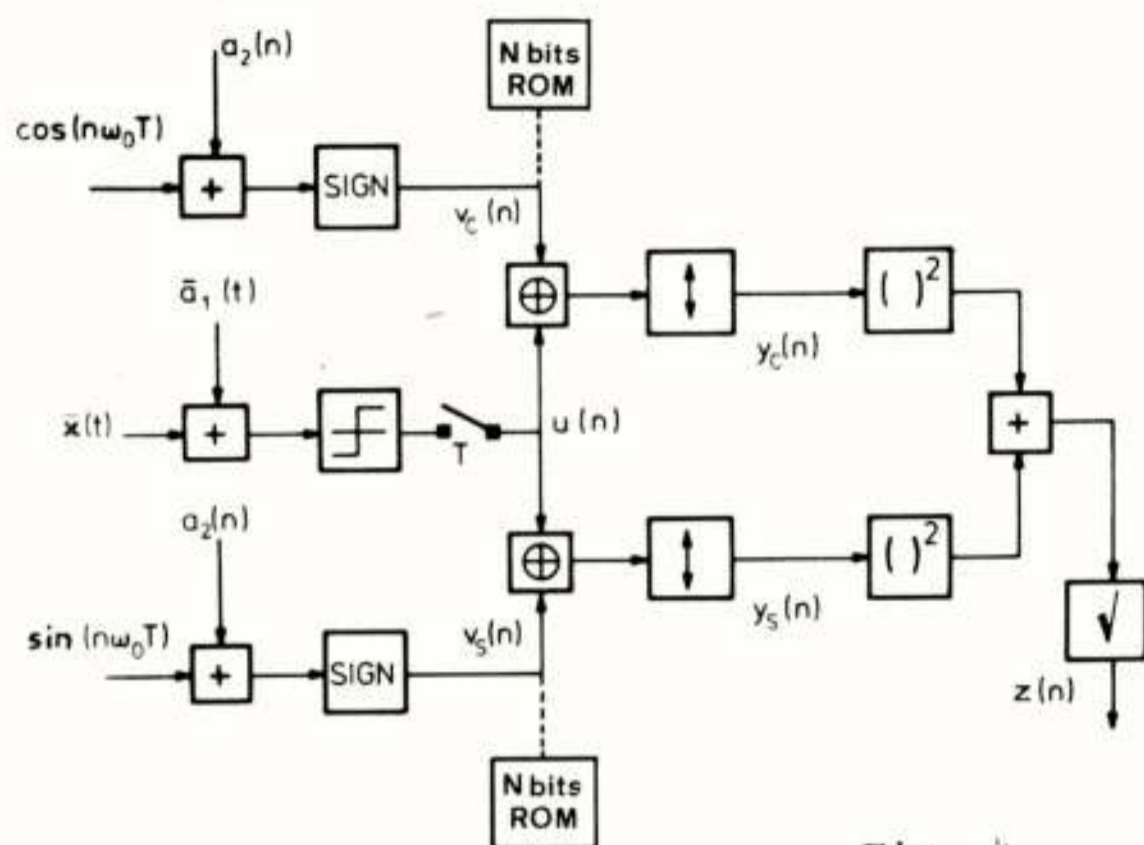 a₂(n)
N bits
ROM
cos(nω₀T)
+
SIGN
v_C(n)
ā₁(t)
⊕
( )²
y_C(n)
x̄(t)
+
T
u(n)
+
a₂(n)
⊕
( )²
y_S(n)
√
sin(nω₀T)
+
SIGN
v_S(n)
z(n)
N bits
ROM